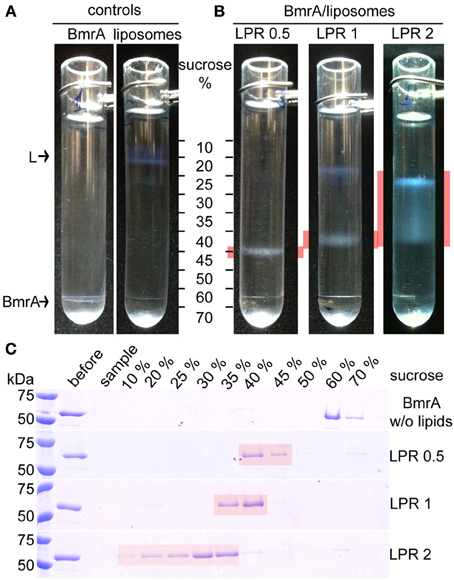 A
controls
BmrA liposomes
L
BmrA
sucrose
%
10
20
25
30
35
40
45
50
60
70
B
BmrA/liposomes
LPR 0.5 LPR 1 LPR 2
C
kDa
before
sample
10 %
20 %
25 %
30 %
35 %
40 %
45 %
50 %
60 %
70 %
sucrose
75
50
BmrA
w/o lipids
75
50
LPR 0.5
75
50
LPR 1
75
50
LPR 2